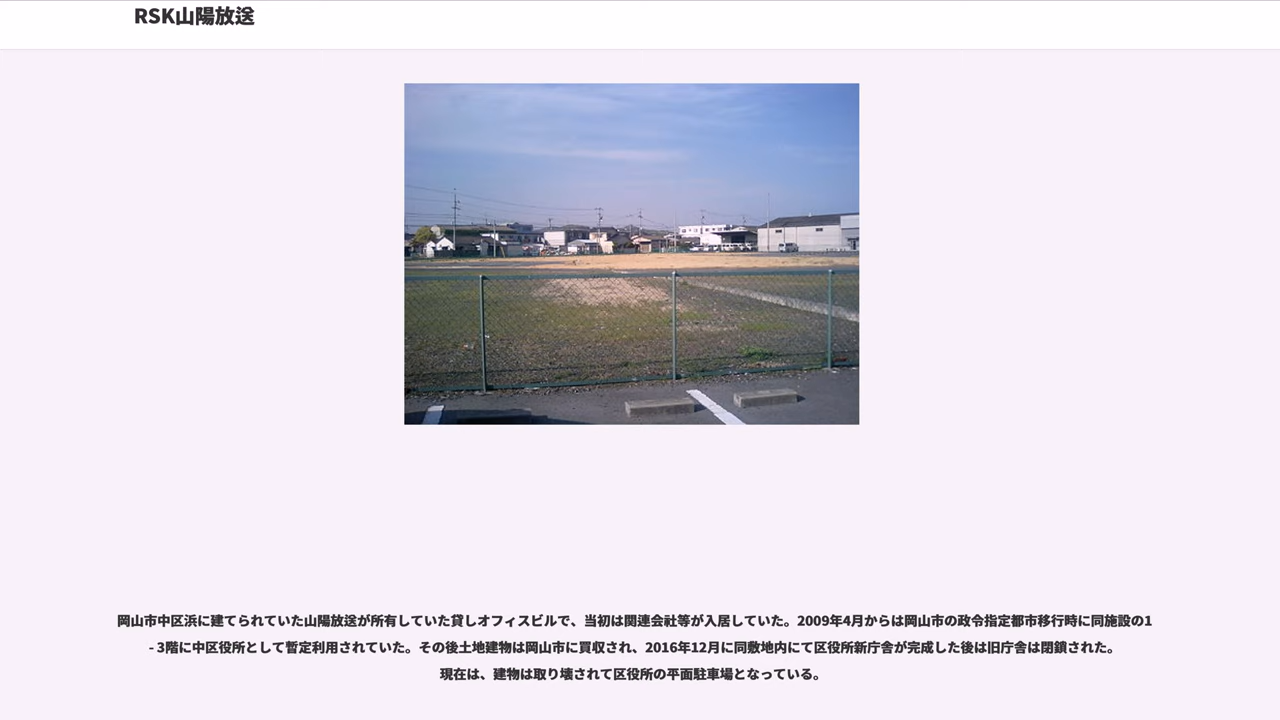 RSK山陽放送
岡山市中区浜に建てられていた山陽放送が所有していた貸しオフィスビルで、当初は関連会社等が入居していた。2009年4月からは岡山市の政令指定都市移行時に同施設の1
- 3階に中区役所として暫定利用されていた。その後土地建物は岡山市に買収され、2016年12月に同敷地内にて区役所新庁舎が完成した後は旧庁舎は閉鎖された。
現在は、建物は取り壊されて区役所の平面駐車場となっている。